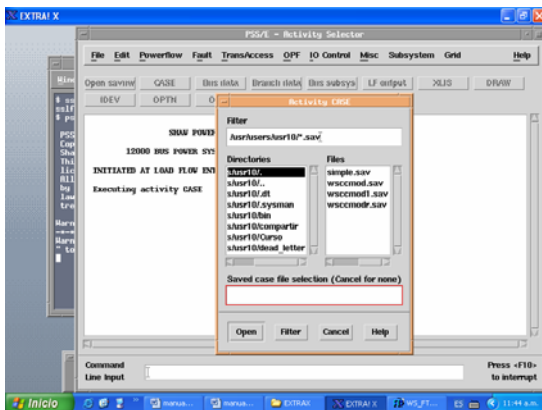 EXTRA! X
PSS/E - Activity Selector
File Edit Powerflow Fault TransAccess OPF IO Control Misc Subsystem Grid Help
CASE Bus data Branch data Bus subsys LF output XLIS DRAW
IDEV OPTN
SHAW POWER
12000 BUS POWER SYS
INITIATED AT LOAD FLOW ENT
Executing activity CASE
Activity CASE
Filter
/usr/users/usr10/*.sav
Directories
s/usr10/.
s/usr10/..
s/usr10/.dt
s/usr10/.sysman
s/usr10/bin
s/usr10/compartir
s/usr10/Curso
s/usr10/dead_letter
Files
simple.sav
wsccmod.sav
wsccmod1.sav
wsccmodr.sav
Saved case file selection (Cancel for none)
Open Filter Cancel Help
Command
Line Input
Press <F10>
to interrupt
Inicio
manua...
manua...
EXTRAX
EXTRA! X
WS_FT...
ES
11:44 a.m.